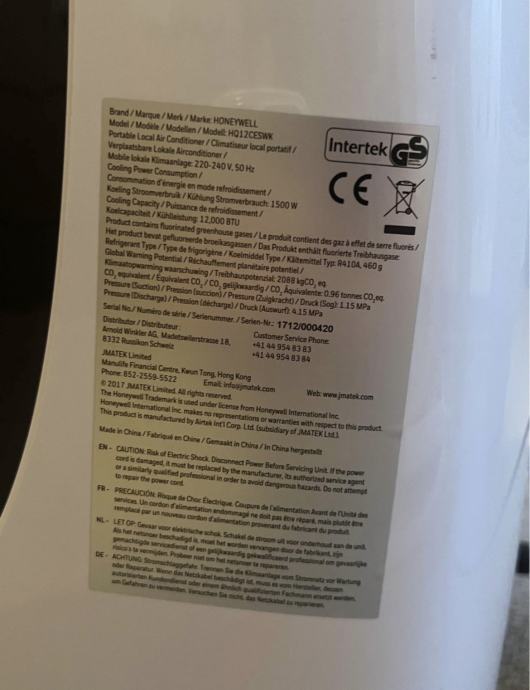 Brand / Marque / Merk / Marke: HONEYWELL
Model / Modèle / Modellen / Modell: HQ12CESWK
Portable Local Air Conditioner / Climatiseur local portatif /
Verplaatsbare Lokale Airconditioner /
Mobile lokale Klimaanlage: 220-240 V, 50 Hz
Cooling Power Consumption /
Consommation d'énergie en mode refroidissement /
Koeling Stroomverbruik / Kühlung Stromverbrauch: 1500 W
Cooling Capacity / Puissance de refroidissement /
Koelcapaciteit / Kühlleistung: 12,000 BTU
Product contains fluorinated greenhouse gases / Le produit contient des gaz à effet de serre fluorés /
Het product bevat gefluoreerde broeikasgassen / Das Produkt enthält fluorierte Treibhausgase:
Refrigerant Type / Type de frigorigène / Koelmiddel Type / Kältemittel Typ: R410A, 460 g
Global Warming Potential / Réchauffement planétaire potentiel /
Klimaatopwarming waarschuwing / Treibhauspotenzial: 2088 kgCO₂ eq.
CO₂ equivalent / Équivalent CO₂ / CO₂ gelijkwaardig / CO₂ Äquivalente: 0.96 tonnes CO₂eq.
Pressure (Suction) / Pression (succion) / Pressure (Zuigkracht) / Druck (Sog): 1.15 MPa
Pressure (Discharge) / Pression (décharge) / Druck (Auswurf): 4.15 MPa
Serial No. / Numéro de série / Serienummer. / Serien-Nr.: 1712/000420
Distributor / Distributeur:
Arnold Winkler AG, Madetswilerstrasse 18,
8332 Russikon Schweiz
Customer Service Phone:
+41 44 954 83 83
+41 44 954 83 84
JMATEK Limited
Manulife Financial Centre, Kwun Tong, Hong Kong
Phone: 852-2559-5522
Email: info@jmatek.com
Web: www.jmatek.com
© 2017 JMATEK Limited. All rights reserved.
The Honeywell Trademark is used under license from Honeywell International Inc.
Honeywell International Inc. makes no representations or warranties with respect to this product.
This product is manufactured by Airtek Int'l Corp. Ltd. (subsidiary of JMATEK Ltd.).
Made in China / Fabriqué en Chine / Gemaakt in China / In China hergestellt
EN - CAUTION: Risk of Electric Shock. Disconnect Power Before Servicing Unit. If the power
cord is damaged, it must be replaced by the manufacturer, its authorized service agent
or a similarly qualified professional in order to avoid dangerous hazards. Do not attempt
to repair the power cord.
FR - PRECAUCIÓN: Risque de Choc Électrique. Coupure de l'alimentation Avant de l'Unité des
services. Un cordon d'alimentation endommagé ne doit pas être réparé, mais plutôt être
remplacé par un nouveau cordon d'alimentation provenant du fabricant du produit.
NL - LET OP: Gevaar voor elektrische schok. Schakel de stroom uit voor onderhoud aan de unit.
Als het netsnoer beschadigd is, moet het worden vervangen door de fabrikant, zijn
gemachtigde servicedienst of een gelijkwaardig gekwalificeerd professional om gevaarlijke
risico's te vermijden. Probeer niet om het netsnoer te repareren.
DE - ACHTUNG: Stromschlaggefahr. Trennen Sie die Klimaanlage vom Stromnetz vor Wartung
oder Reparatur. Wenn das Netzkabel beschädigt ist, muss es vom Hersteller, dessen
autorisierten Kundendienst oder einem ähnlich qualifizierten Fachmann ersetzt werden,
um Gefahren zu vermeiden. Versuchen Sie nicht, das Netzkabel zu reparieren.
Intertek GS
CE